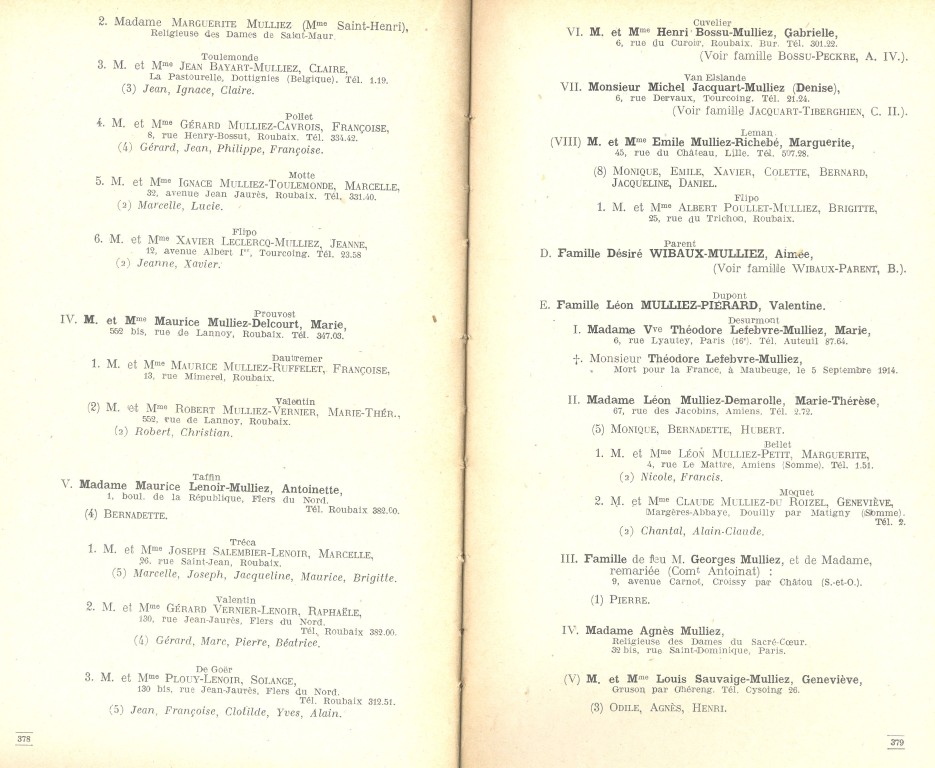 2. Madame MARGUERITE MULLIEZ (Mme Saint-Henri),
Religieuse des Dames de Saint-Maur.
Toulemonde
3. M. et Mme JEAN BAYART-MULLIEZ, CLAIRE,
La Pastourelle, Dottignies (Belgique). Tél. 1.19.
(3) Jean, Ignace, Claire.
Pollet
4. M. et Mme GÉRARD MULLIEZ-CAVROIS, FRANÇOISE,
8, rue Henry-Bossut, Roubaix. Tél. 334.42.
(4) Gérard, Jean, Philippe, Françoise.
Motte
5. M. et Mme IGNACE MULLIEZ-TOULEMONDE, MARCELLE,
32, avenue Jean Jaurès, Roubaix. Tél. 331.40.
(2) Marcelle, Lucie.
Flipo
6. M. et Mme XAVIER LECLERCQ-MULLIEZ, JEANNE,
12, avenue Albert Ier, Tourcoing. Tél. 23.58
(2) Jeanne, Xavier.
Prouvost
IV. M. et Mme Maurice Mulliez-Delcourt, Marie,
552 bis, rue de Lannoy, Roubaix. Tél. 347.03.
Dautremer
1. M. et Mme MAURICE MULLIEZ-RUFFELET, FRANÇOISE,
13, rue Mimerel, Roubaix.
Valentin
(2) M. et Mme ROBERT MULLIEZ-VERNIER, MARIE-THÉR.,
552, rue de Lannoy, Roubaix.
(2) Robert, Christian.
Taffin
V. Madame Maurice Lenoir-Mulliez, Antoinette,
1, boul. de la République, Flers du Nord.
Tél. Roubaix 382.00.
(4) BERNADETTE.
Tréca
1. M. et Mme JOSEPH SALEMBIER-LENOIR, MARCELLE,
26, rue Saint-Jean, Roubaix.
(5) Marcelle, Joseph, Jacqueline, Maurice, Brigitte.
Valentin
2. M. et Mme GÉRARD VERNIER-LENOIR, RAPHAËLE,
130, rue Jean-Jaurès, Flers du Nord.
Tél. Roubaix 382.00.
(4) Gérard, Marc, Pierre, Béatrice.
De Goër
3. M. et Mme PLOUY-LENOIR, SOLANGE,
130 bis, rue Jean-Jaurès, Flers du Nord.
Tél. Roubaix 312.51.
(5) Jean, Françoise, Clotilde, Yves, Alain.
378
Cuvelier
VI. M. et Mme Henri Bossu-Mulliez, Gabrielle,
6, rue du Curoir, Roubaix. Bur. Tél. 301.22.
(Voir famille BOSSU-PECKRE, A. IV.).
Van Elslande
VII. Monsieur Michel Jacquart-Mulliez (Denise),
6, rue Dervaux, Tourcoing. Tél. 21.24.
(Voir famille JACQUART-TIBERGHIEN, C. II.).
Leman
(VIII) M. et Mme Emile Mulliez-Richebé, Marguerite,
45, rue du Château, Lille. Tél. 507.28.
(8) MONIQUE, EMILE, XAVIER, COLETTE, BERNARD,
JACQUELINE, DANIEL.
Flipo
1. M. et Mme ALBERT POULLET-MULLIEZ, BRIGITTE,
25, rue du Trichon, Roubaix.
Parent
D. Famille Désiré WIBAUX-MULLIEZ, Aimée,
(Voir famille WIBAUX-PARENT, B.).
Dupont
E. Famille Léon MULLIEZ-PIÉRARD, Valentine.
Desurmont
I. Madame Vve Théodore Lefebvre-Mulliez, Marie,
6, rue Lyautey, Paris (16e). Tél. Auteuil 87.64.
†. Monsieur Théodore Lefebvre-Mulliez,
Mort pour la France, à Maubeuge, le 5 Septembre 1914.
II. Madame Léon Mulliez-Demarolle, Marie-Thérèse,
67, rue des Jacobins, Amiens. Tél. 2.72.
(5) MONIQUE, BERNADETTE, HUBERT.
Bellet
1. M. et Mme LÉON MULLIEZ-PETIT, MARGUERITE,
4, rue Le Mattre, Amiens (Somme). Tél. 1.51.
(2) Nicole, Francis.
Moquet
2. M. et Mme CLAUDE MULLIEZ-DU ROIZEL, GENEVIÈVE,
Margères-Abbaye, Douilly par Matigny (Somme).
Tél. 2.
(2) Chantal, Alain-Claude.
III. Famille de feu M. Georges Mulliez, et de Madame,
remariée (Comt Antoinat) :
9, avenue Carnot, Croissy par Châtou (S.-et-O.).
(1) PIERRE.
IV. Madame Agnès Mulliez,
Religieuse des Dames du Sacré-Cœur.
32 bis, rue Saint-Dominique, Paris.
(V) M. et Mme Louis Sauvaige-Mulliez, Geneviève,
Gruson par Chéreng. Tél. Cysoing 26.
(3) ODILE, AGNÈS, HENRI.
379